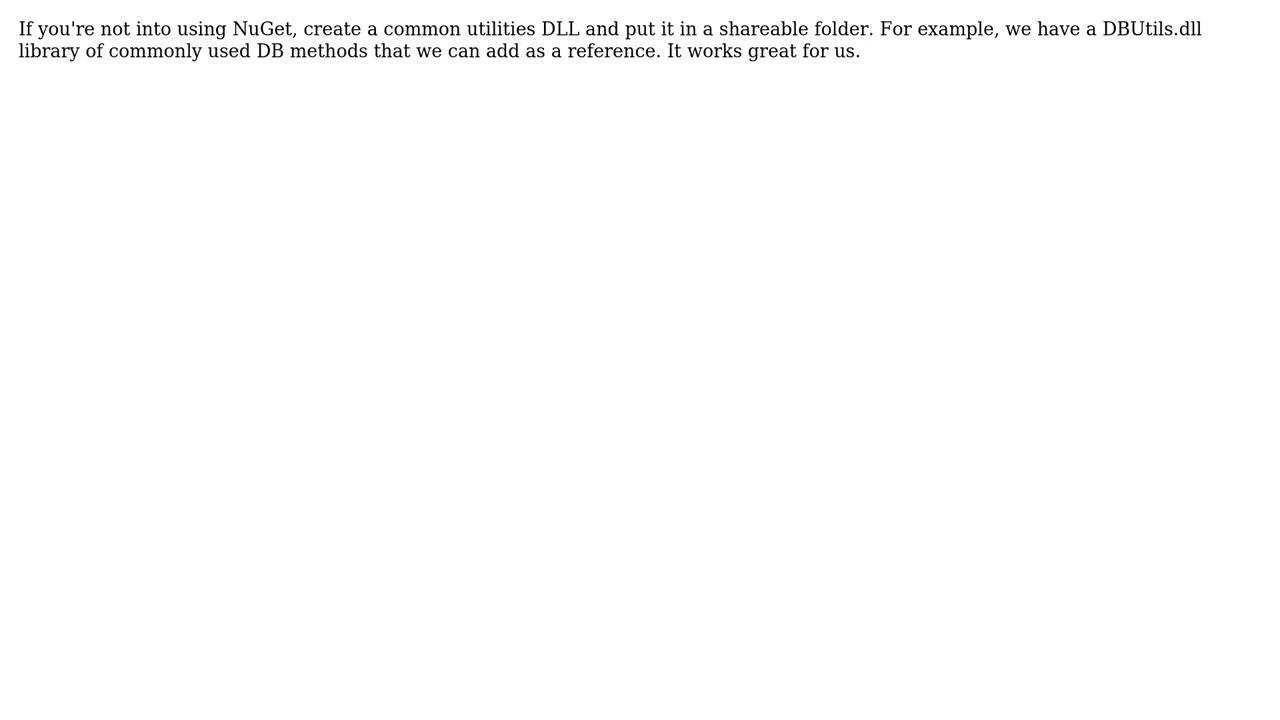 If you're not into using NuGet, create a common utilities DLL and put it in a shareable folder. For example, we have a DBUtils.dll
library of commonly used DB methods that we can add as a reference. It works great for us.